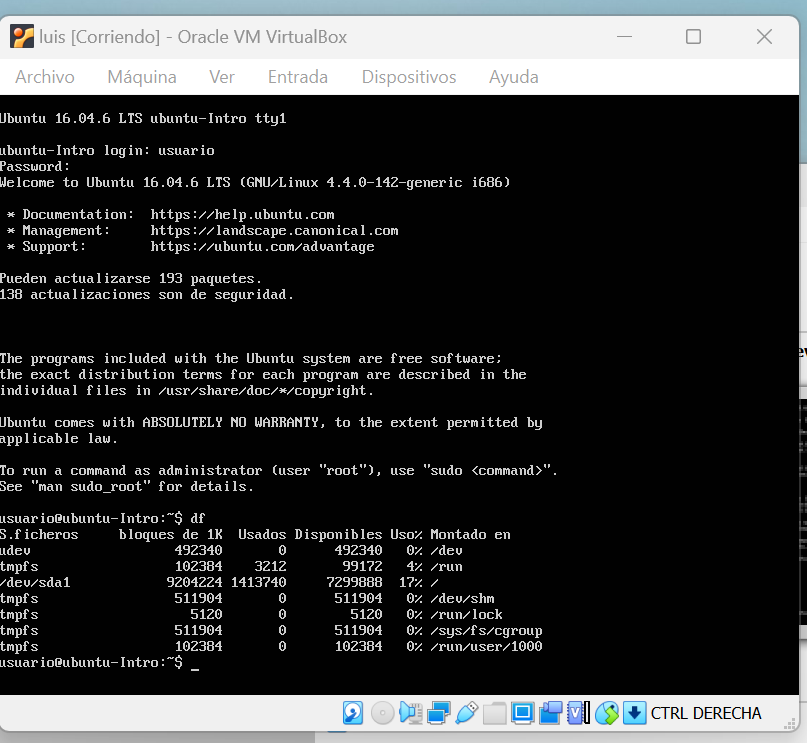 luis [Corriendo] - Oracle VM VirtualBox
Archivo Máquina Ver Entrada Dispositivos Ayuda
Ubuntu 16.04.6 LTS ubuntu-Intro tty1
ubuntu-Intro login: usuario
Password:
Welcome to Ubuntu 16.04.6 LTS (GNU/Linux 4.4.0-142-generic i686)
* Documentation: https://help.ubuntu.com
* Management: https://landscape.canonical.com
* Support: https://ubuntu.com/advantage
Pueden actualizarse 193 paquetes.
138 actualizaciones son de seguridad.
The programs included with the Ubuntu system are free software;
the exact distribution terms for each program are described in the
individual files in /usr/share/doc/*/copyright.
Ubuntu comes with ABSOLUTELY NO WARRANTY, to the extent permitted by
applicable law.
To run a command as administrator (user "root"), use "sudo <command>".
See "man sudo_root" for details.
usuario@ubuntu-Intro:~$ df
S.ficheros bloques de 1K Usados Disponibles Uso% Montado en
udev 492340 0 492340 0% /dev
tmpfs 102384 3212 99172 4% /run
/dev/sda1 9204224 1413740 7299888 17% /
tmpfs 511904 0 511904 0% /dev/shm
tmpfs 5120 0 5120 0% /run/lock
tmpfs 511904 0 511904 0% /sys/fs/cgroup
tmpfs 102384 0 102384 0% /run/user/1000
usuario@ubuntu-Intro:~$ _
CTRL DERECHA